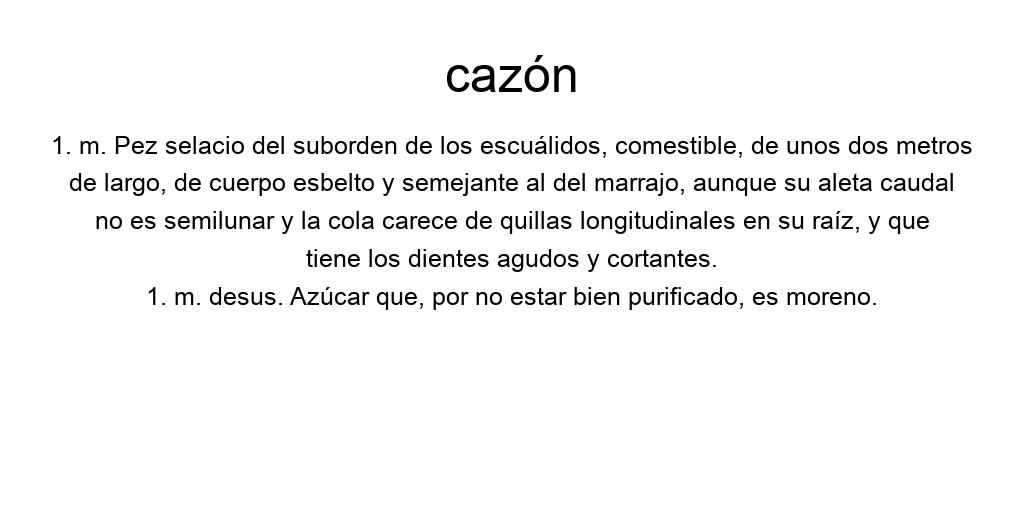 cazón
1. m. Pez selacio del suborden de los escuálidos, comestible, de unos dos metros
de largo, de cuerpo esbelto y semejante al del marrajo, aunque su aleta caudal
no es semilunar y la cola carece de quillas longitudinales en su raíz, y que
tiene los dientes agudos y cortantes.
1. m. desus. Azúcar que, por no estar bien purificado, es moreno.